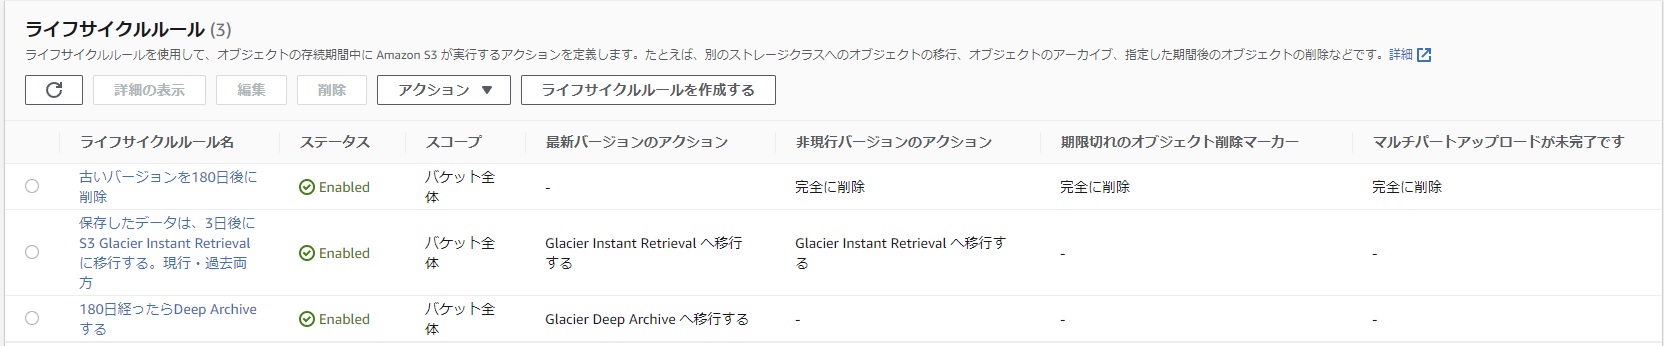 ライフサイクルルール (3)
ライフサイクルルールを使用して、オブジェクトの存続期間中に Amazon S3 が実行するアクションを定義します。たとえば、別のストレージクラスへのオブジェクトの移行、オブジェクトのアーカイブ、指定した期間後のオブジェクトの削除などです。詳細
詳細の表示 編集 削除 アクション ▼ ライフサイクルルールを作成する
ライフサイクルルール名 ステータス スコープ 最新バージョンのアクション 非現行バージョンのアクション 期限切れのオブジェクト削除マーカー マルチパートアップロードが未完了です
古いバージョンを180日後に
削除
Enabled
バケット全
体
-
完全に削除
完全に削除
完全に削除
保存したデータは、3日後に
S3 Glacier Instant Retrieval
に移行する。現行・過去両
方
Enabled
バケット全
体
Glacier Instant Retrieval へ移行
する
Glacier Instant Retrieval へ移行す
る
-
-
180日経ったらDeep Archive
する
Enabled
バケット全
体
Glacier Deep Archive へ移行する
-
-
-